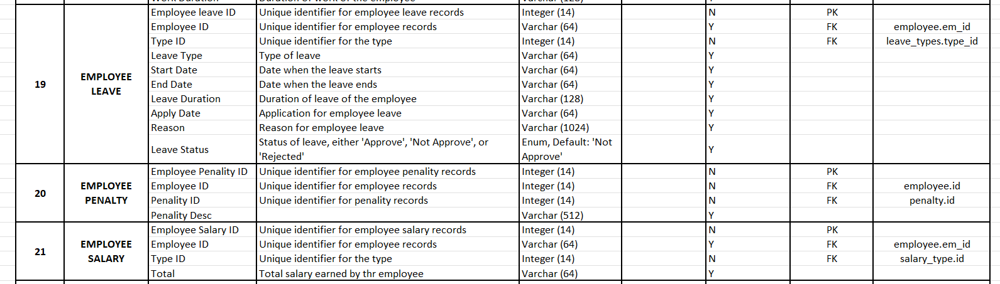 Work Duration Duration of work of the employee Varchar (128) Y
Employee leave ID Unique identifier for employee leave records Integer (14) N PK
Employee ID Unique identifier for employee records Varchar (64) Y FK employee.em_id
Type ID Unique identifier for the type Integer (14) N FK leave_types.type_id
Leave Type Type of leave Varchar (64) Y
Start Date Date when the leave starts Varchar (64) Y
19 EMPLOYEE LEAVE End Date Date when the leave ends Varchar (64) Y
Leave Duration Duration of leave of the employee Varchar (128) Y
Apply Date Application for employee leave Varchar (64) Y
Reason Reason for employee leave Varchar (1024) Y
Leave Status Status of leave, either 'Approve', 'Not Approve', or 'Rejected' Enum, Default: 'Not Approve' Y
Employee Penality ID Unique identifier for employee penality records Integer (14) N PK
20 EMPLOYEE PENALTY Employee ID Unique identifier for employee records Integer (14) N FK employee.id
Penality ID Unique identifier for penality records Integer (14) N FK penalty.id
Penality Desc Varchar (512) Y
Employee Salary ID Unique identifier for employee salary records Integer (14) N PK
21 EMPLOYEE SALARY Employee ID Unique identifier for employee records Varchar (64) Y FK employee.em_id
Type ID Unique identifier for the type Integer (14) N FK salary_type.id
Total Total salary earned by thr employee Varchar (64) Y